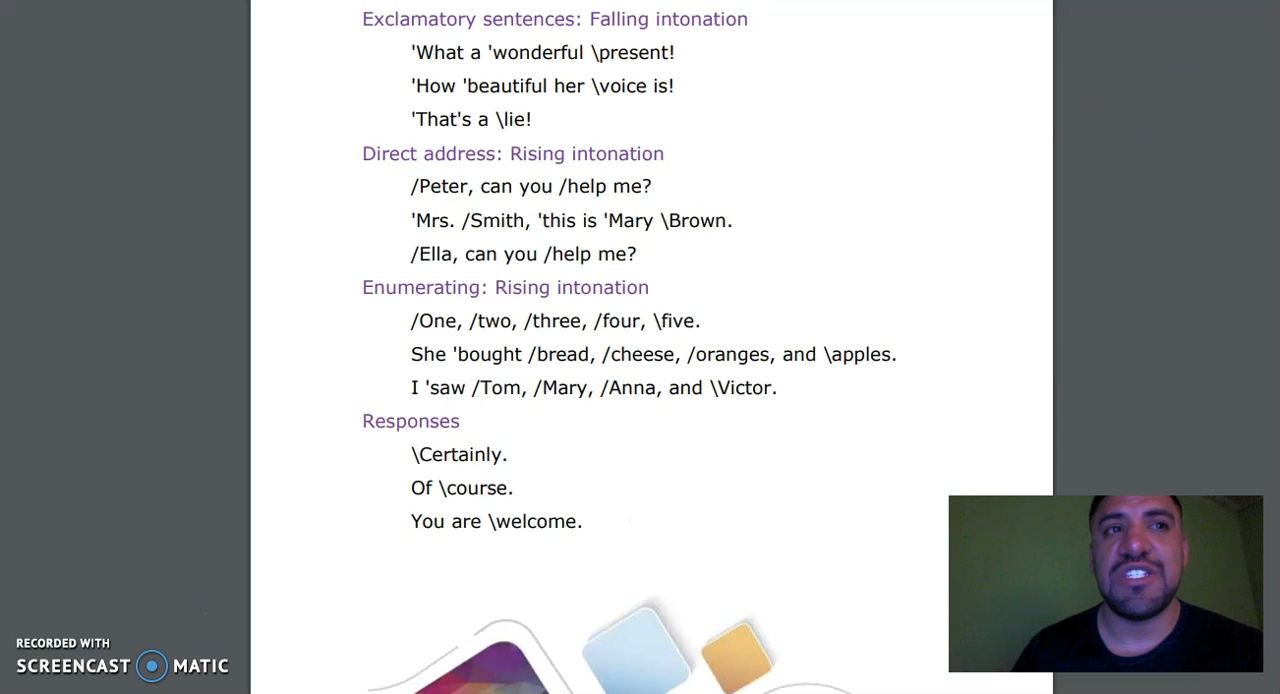 Exclamatory sentences: Falling intonation
'What a 'wonderful \present!
'How 'beautiful her \voice is!
'That's a \lie!
Direct address: Rising intonation
/Peter, can you /help me?
'Mrs. /Smith, 'this is 'Mary \Brown.
/Ella, can you /help me?
Enumerating: Rising intonation
/One, /two, /three, /four, \five.
She 'bought /bread, /cheese, /oranges, and \apples.
I 'saw /Tom, /Mary, /Anna, and \Victor.
Responses
\Certainly.
Of \course.
You are \welcome.
RECORDED WITH
SCREENCAST MATIC